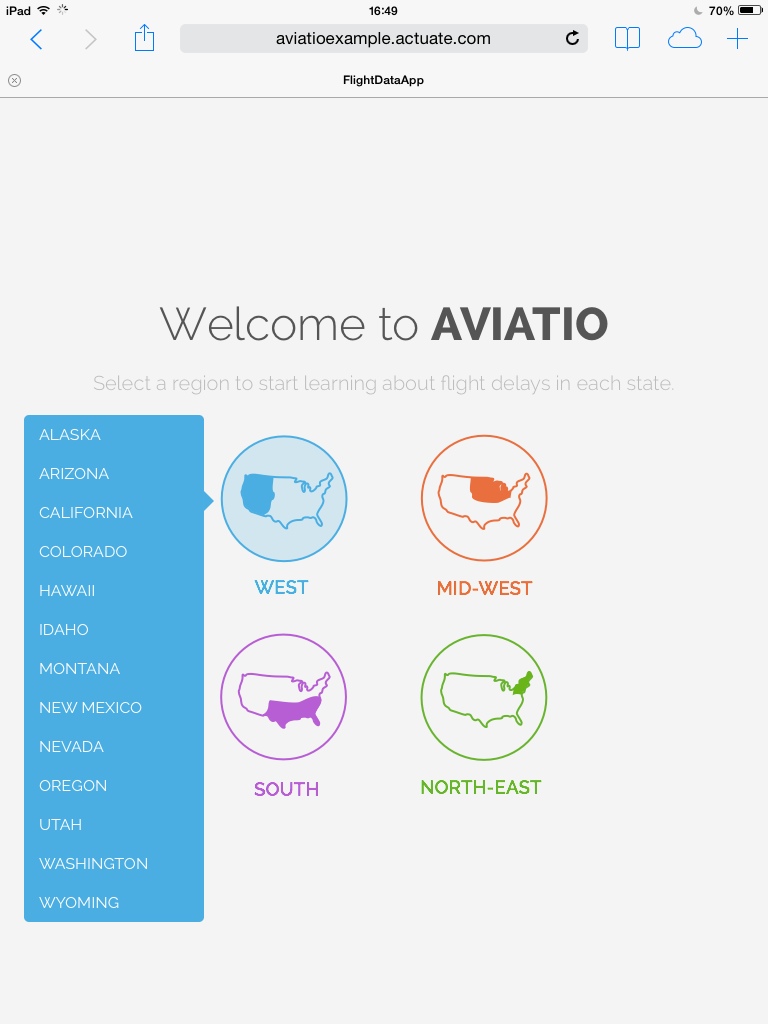 iPad 16:49 70%
aviatioexample.actuate.com
FlightDataApp
Welcome to AVIATIO
Select a region to start learning about flight delays in each state.
ALASKA
ARIZONA
CALIFORNIA
COLORADO
HAWAII
IDAHO
MONTANA
NEW MEXICO
NEVADA
OREGON
UTAH
WASHINGTON
WYOMING
WEST
MID-WEST
SOUTH
NORTH-EAST